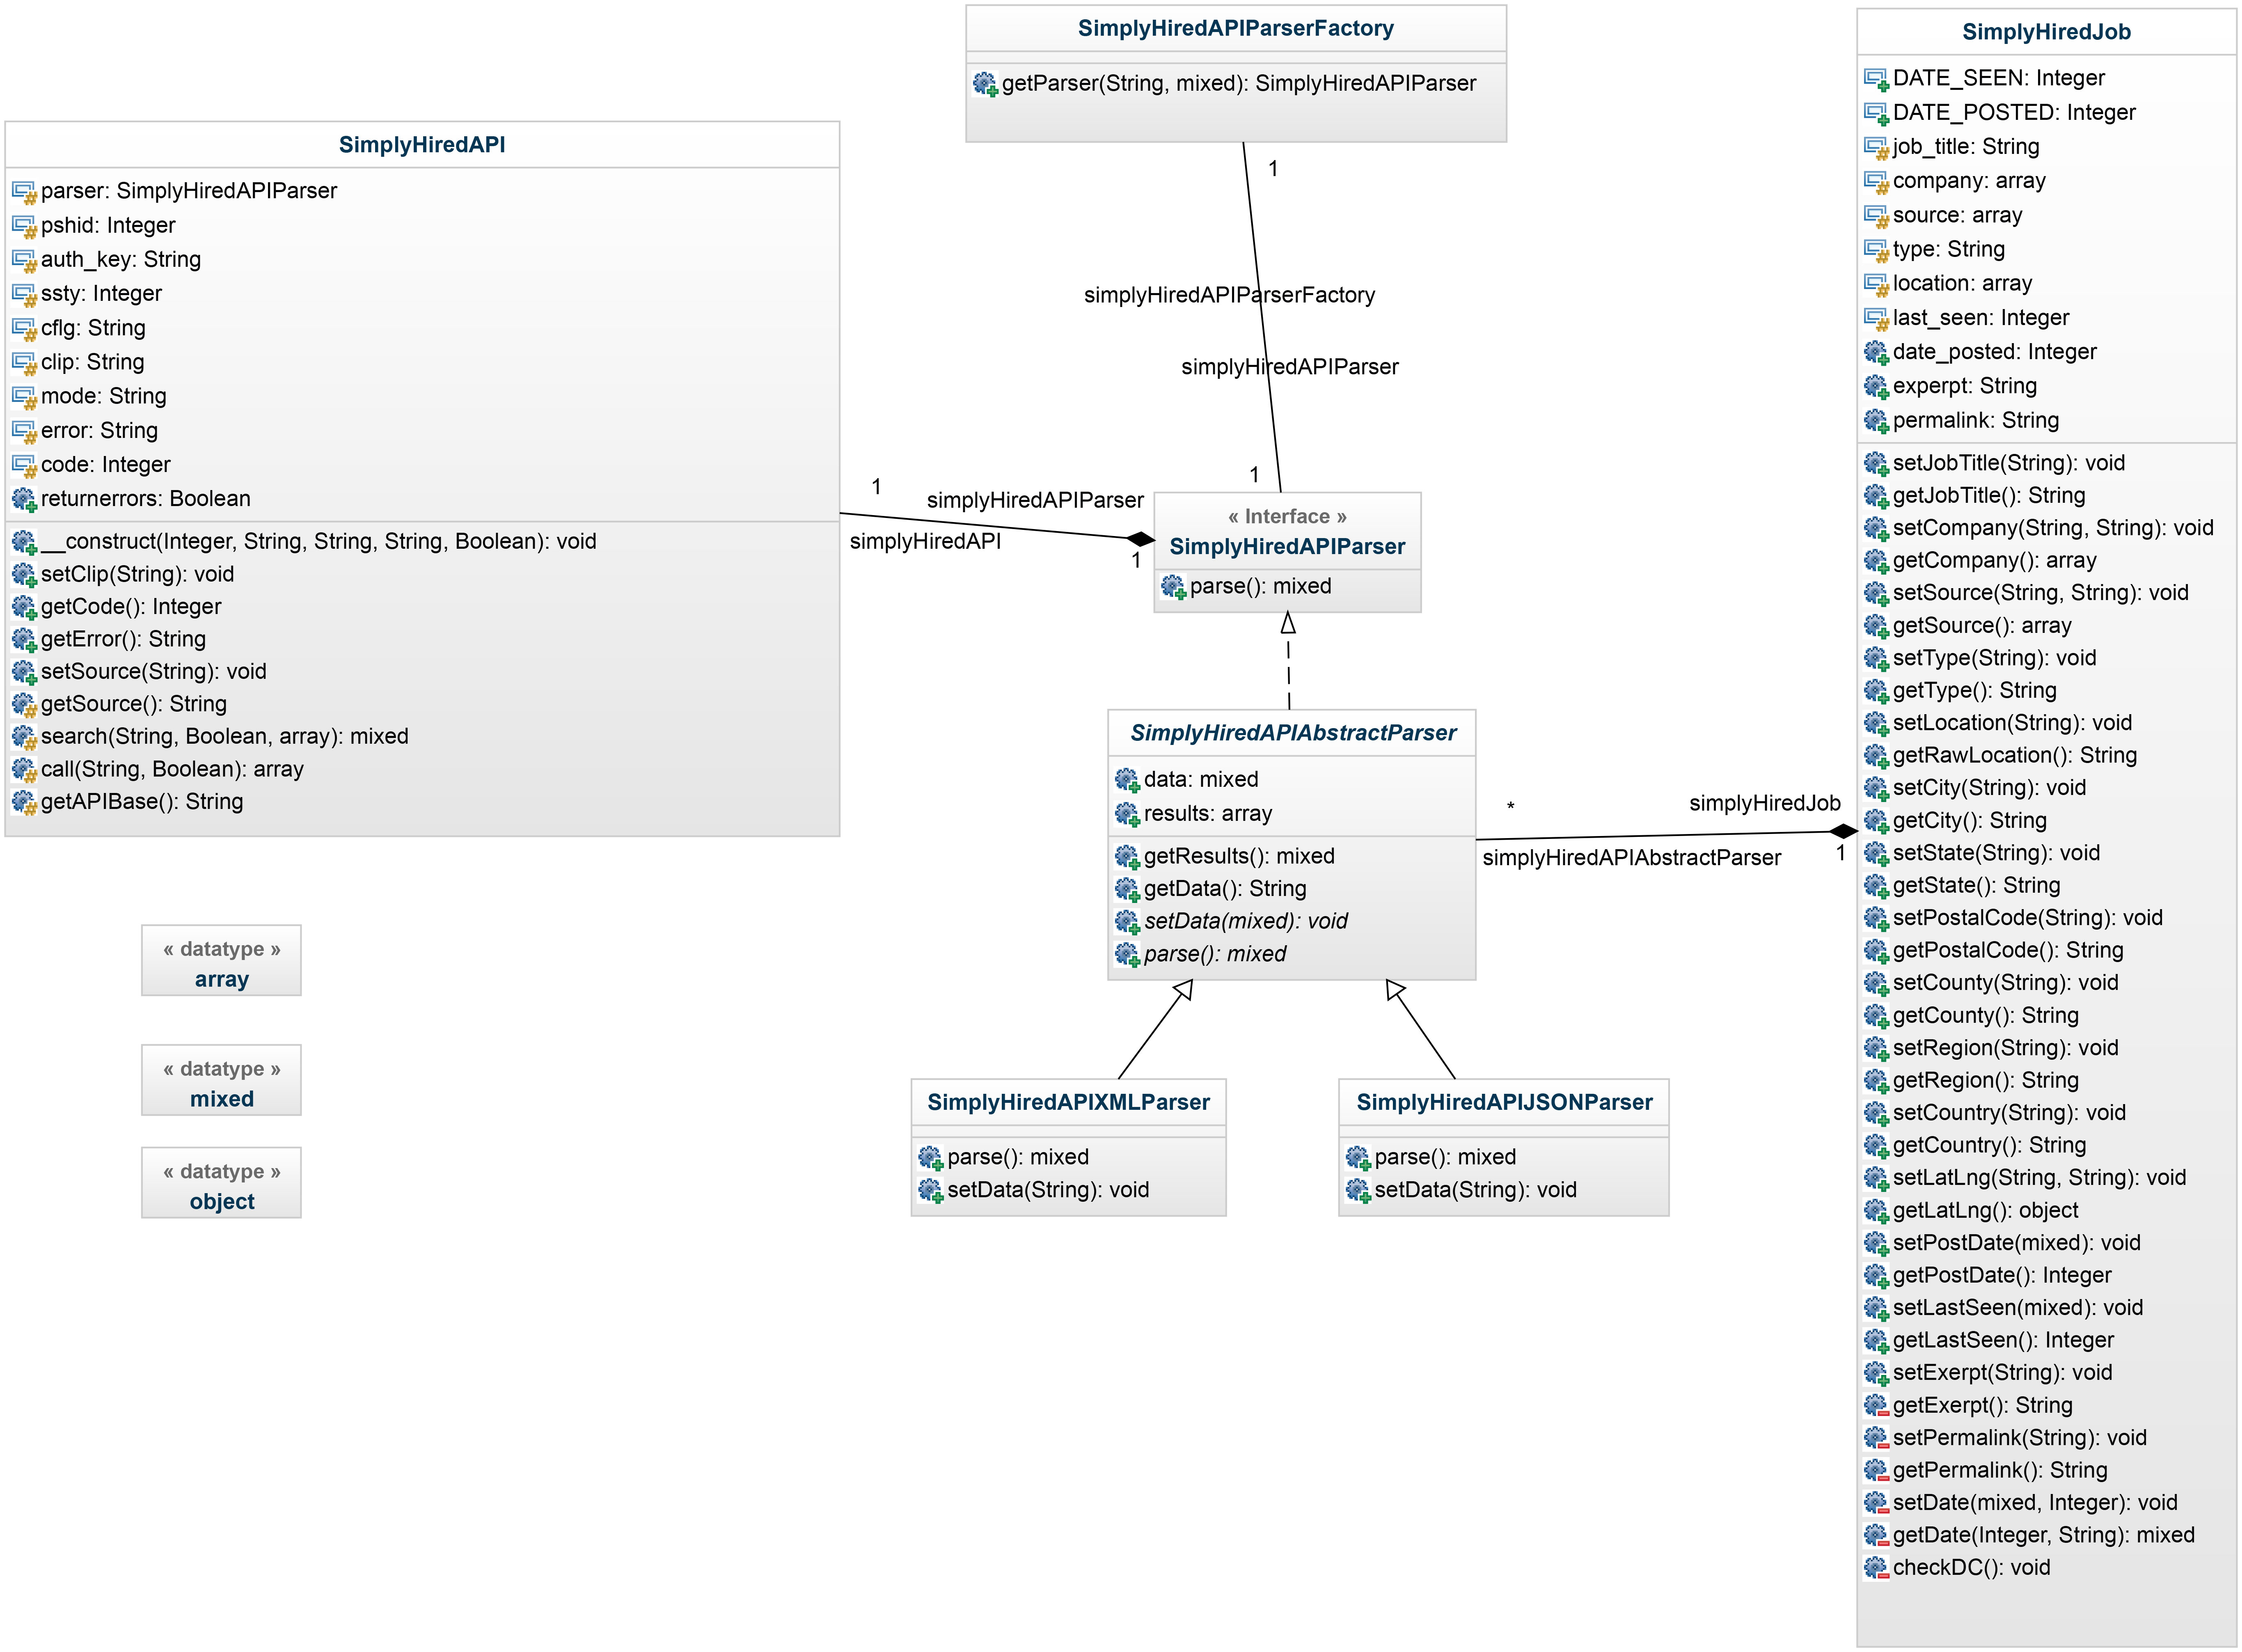 SimplyHiredAPIParserFactory
getParser(String, mixed): SimplyHiredAPIParser
SimplyHiredAPI
parser: SimplyHiredAPIParser
pshid: Integer
auth_key: String
ssty: Integer
cflg: String
clip: String
mode: String
error: String
code: Integer
returnerrors: Boolean
__construct(Integer, String, String, String, Boolean): void
setClip(String): void
getCode(): Integer
getError(): String
setSource(String): void
getSource(): String
search(String, Boolean, array): mixed
call(String, Boolean): array
getAPIBase(): String
1
simplyHiredAPIParserFactory
simplyHiredAPIParser
1
1
simplyHiredAPIParser
simplyHiredAPI
1
« Interface »
SimplyHiredAPIParser
parse(): mixed
SimplyHiredAPIAbstractParser
data: mixed
results: array
getResults(): mixed
getData(): String
setData(mixed): void
parse(): mixed
*
simplyHiredJob
simplyHiredAPIAbstractParser
1
SimplyHiredAPIXMLParser
parse(): mixed
setData(String): void
SimplyHiredAPIJSONParser
parse(): mixed
setData(String): void
« datatype »
array
« datatype »
mixed
« datatype »
object
SimplyHiredJob
DATE_SEEN: Integer
DATE_POSTED: Integer
job_title: String
company: array
source: array
type: String
location: array
last_seen: Integer
date_posted: Integer
experpt: String
permalink: String
setJobTitle(String): void
getJobTitle(): String
setCompany(String, String): void
getCompany(): array
setSource(String, String): void
getSource(): array
setType(String): void
getType(): String
setLocation(String): void
getRawLocation(): String
setCity(String): void
getCity(): String
setState(String): void
getState(): String
setPostalCode(String): void
getPostalCode(): String
setCounty(String): void
getCounty(): String
setRegion(String): void
getRegion(): String
setCountry(String): void
getCountry(): String
setLatLng(String, String): void
getLatLng(): object
setPostDate(mixed): void
getPostDate(): Integer
setLastSeen(mixed): void
getLastSeen(): Integer
setExerpt(String): void
getExerpt(): String
setPermalink(String): void
getPermalink(): String
setDate(mixed, Integer): void
getDate(Integer, String): mixed
checkDC(): void